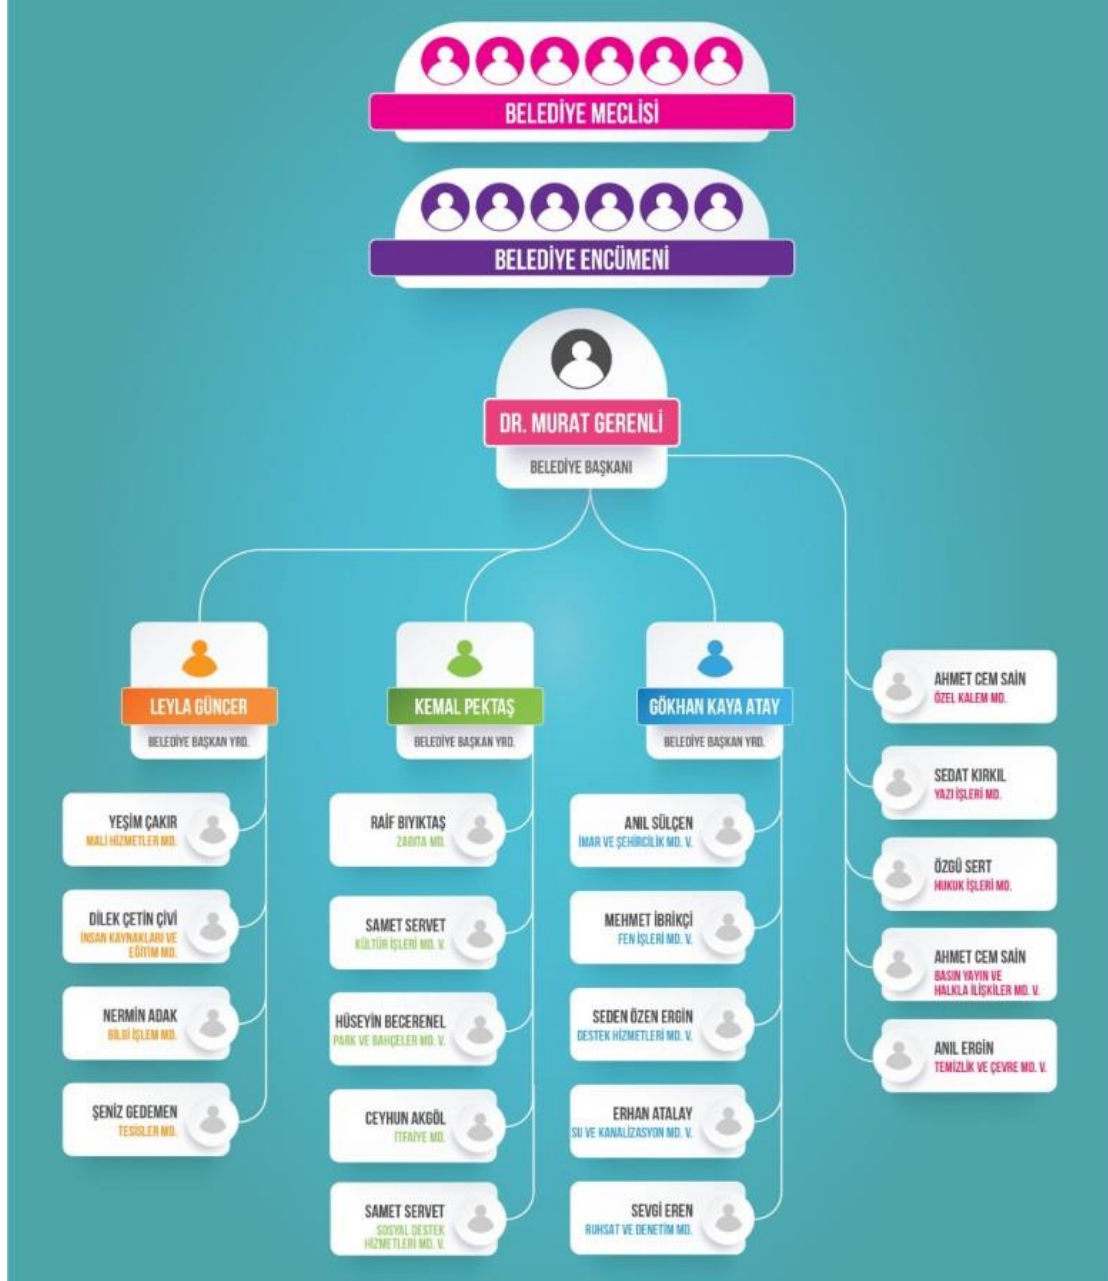 BELEDİYE MECLİSİ
BELEDİYE ENCÜMENİ
DR. MURAT GERENLİ
BELEDİYE BAŞKANI
LEYLA GÜNCER
BELEDİYE BAŞKAN YRD.
YEŞİM ÇAKIR
MALİ HİZMETLER MD.
DİLEK ÇETİN ÇİVİ
İNSAN KAYNAKLARI VE
EĞİTİM MD.
NERMİN ADAK
BİLGİ İŞLEM MD.
ŞENİZ GEDEMEN
TESİSLER MD.
KEMAL PEKTAŞ
BELEDİYE BAŞKAN YRD.
RAİF BIYIKTAŞ
ZABITA MD.
SAMET SERVET
KÜLTÜR İŞLERİ MD. V.
HÜSEYİN BECERENEL
PARK VE BAHÇELER MD. V.
CEYHUN AKGÖL
İTFAİYE MD.
SAMET SERVET
SOSYAL DESTEK
HİZMETLERİ MD. V.
GÖKHAN KAYA ATAY
BELEDİYE BAŞKAN YRD.
ANIL SÜLÇEN
İMAR VE ŞEHİRCİLİK MD. V.
MEHMET İBRİKÇİ
FEN İŞLERİ MD. V.
SEDEN ÖZEN ERGİN
DESTEK HİZMETLERİ MD. V.
ERHAN ATALAY
SU VE KANALİZASYON MD. V.
SEVGİ EREN
RUHSAT VE DENETİM MD.
AHMET CEM SAİN
ÖZEL KALEM MD.
SEDAT KIRKIL
YAZI İŞLERİ MD.
ÖZGÜ SERT
HUKUK İŞLERİ MD.
AHMET CEM SAİN
BASIN YAYIN VE
HALKLA İLİŞKİLER MD. V.
ANIL ERGİN
TEMİZLİK VE ÇEVRE MD. V.